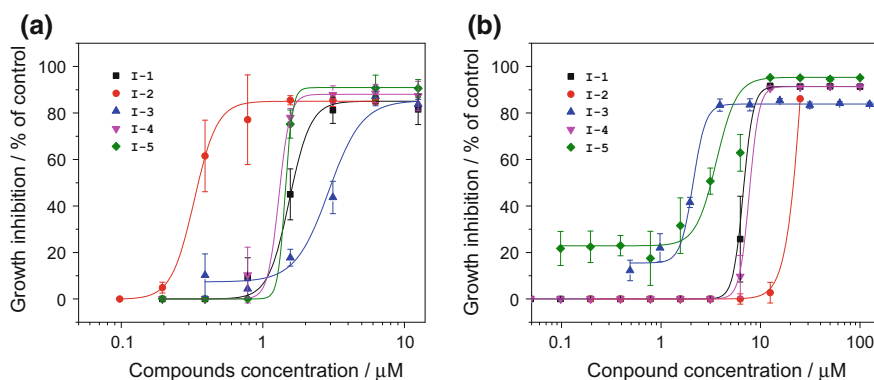 (a)
Growth inhibition / % of control
100
80
60
40
20
0
I-1
I-2
I-3
I-4
I-5
0.1
1
10
Compounds concentration / μM
(b)
Growth inhibition / % of control
100
80
60
40
20
0
I-1
I-2
I-3
I-4
I-5
0.1
1
10
100
Conpound concentration / μM